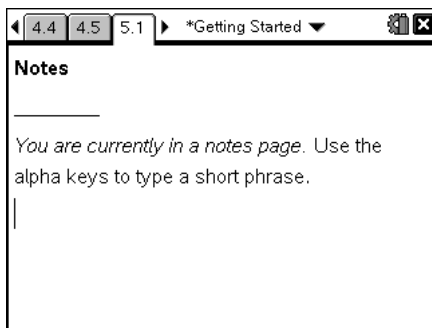 4.4 4.5 5.1 *Getting Started
Notes
You are currently in a notes page. Use the
alpha keys to type a short phrase.